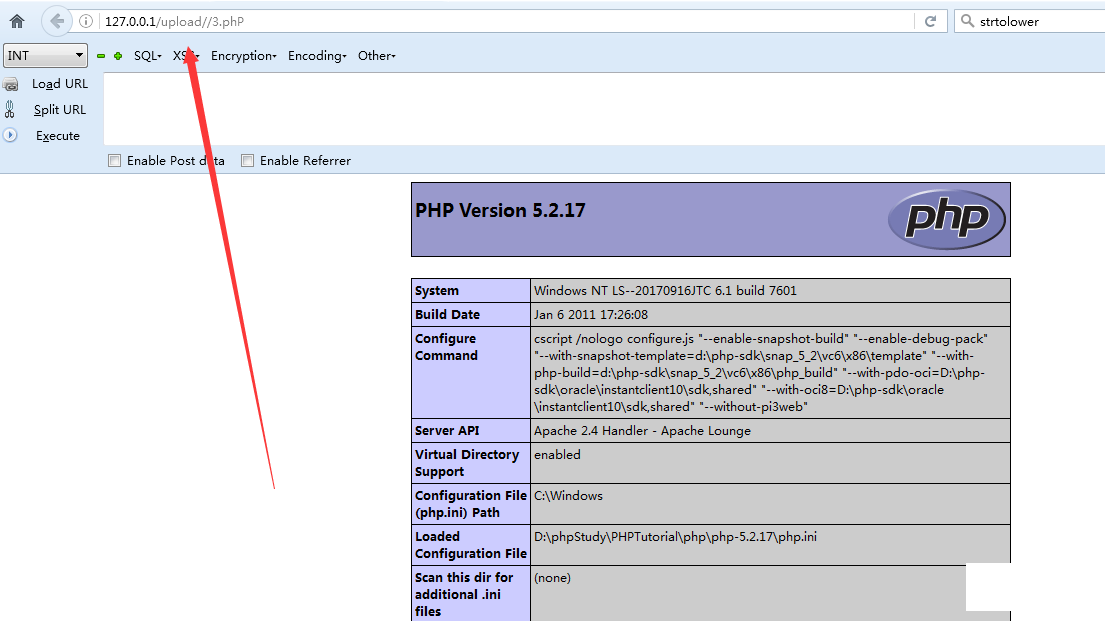 127.0.0.1/upload//3.phP
strtolower
INT
SQL
XSS
Encryption
Encoding
Other
Load URL
Split URL
Execute
Enable Post data
Enable Referrer
PHP Version 5.2.17
php
System
Windows NT LS--20170916JTC 6.1 build 7601
Build Date
Jan 6 2011 17:26:08
Configure
Command
cscript /nologo configure.js "--enable-snapshot-build" "--enable-debug-pack"
"--with-snapshot-template=d:\php-sdk\snap_5_2\vc6\x86\template" "--with-
php-build=d:\php-sdk\snap_5_2\vc6\x86\php_build" "--with-pdo-oci=D:\php-
sdk\oracle\instantclient10\sdk,shared" "--with-oci8=D:\php-sdk\oracle
\instantclient10\sdk,shared" "--without-pi3web"
Server API
Apache 2.4 Handler - Apache Lounge
Virtual Directory
Support
enabled
Configuration File
(php.ini) Path
C:\Windows
Loaded
Configuration File
D:\phpStudy\PHPTutorial\php\php-5.2.17\php.ini
Scan this dir for
additional .ini
files
(none)